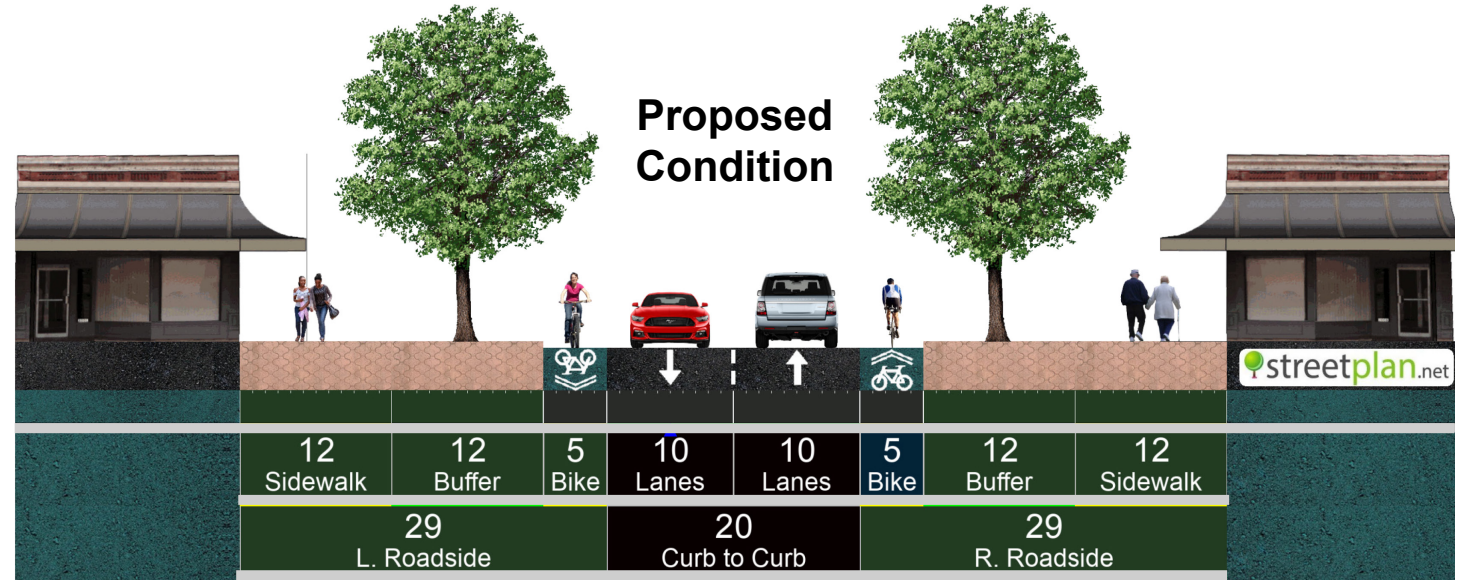 Proposed
Condition
streetplan.net
12 12 5 10 10 5 12 12
Sidewalk Buffer Bike Lanes Lanes Bike Buffer Sidewalk
29 20 29
L. Roadside Curb to Curb R. Roadside